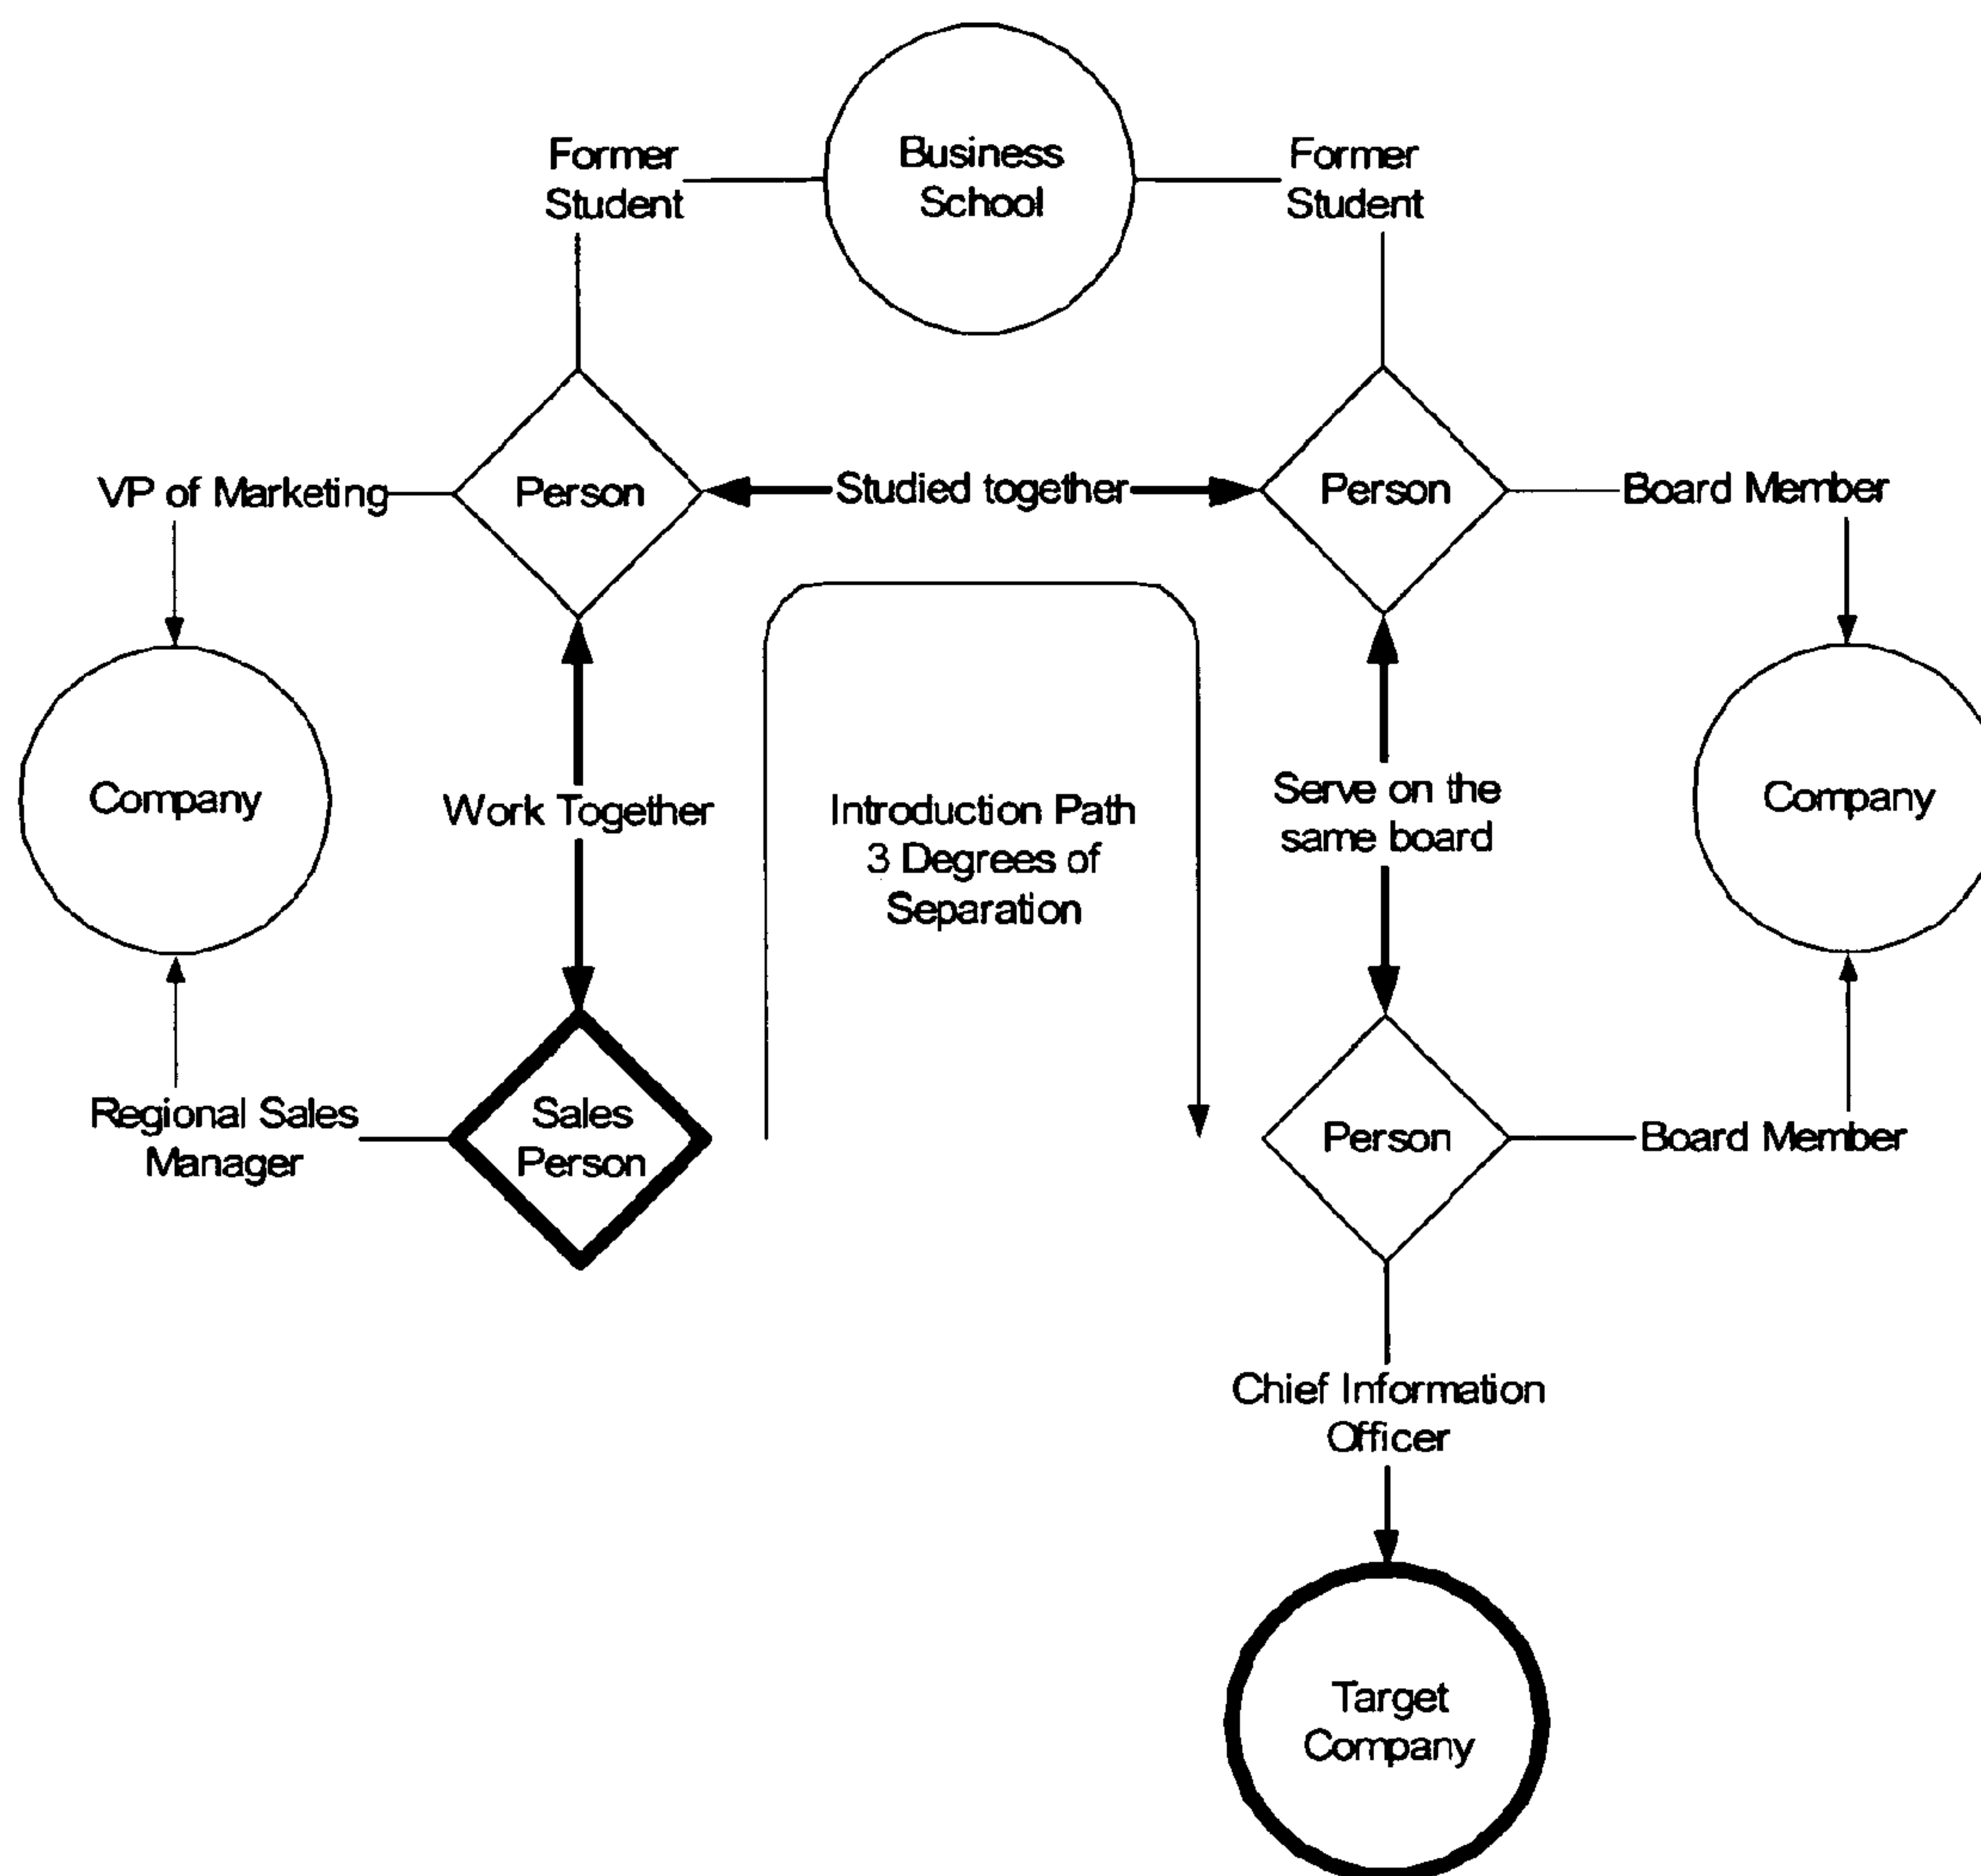 Former
Student
Business
School
Former
Student
VP of Marketing
Person
Studied together
Person
Board Member
Company
Work Together
Introduction Path
3 Degrees of
Separation
Serve on the
same board
Company
Regional Sales
Manager
Sales
Person
Person
Board Member
Chief Information
Officer
Target
Company